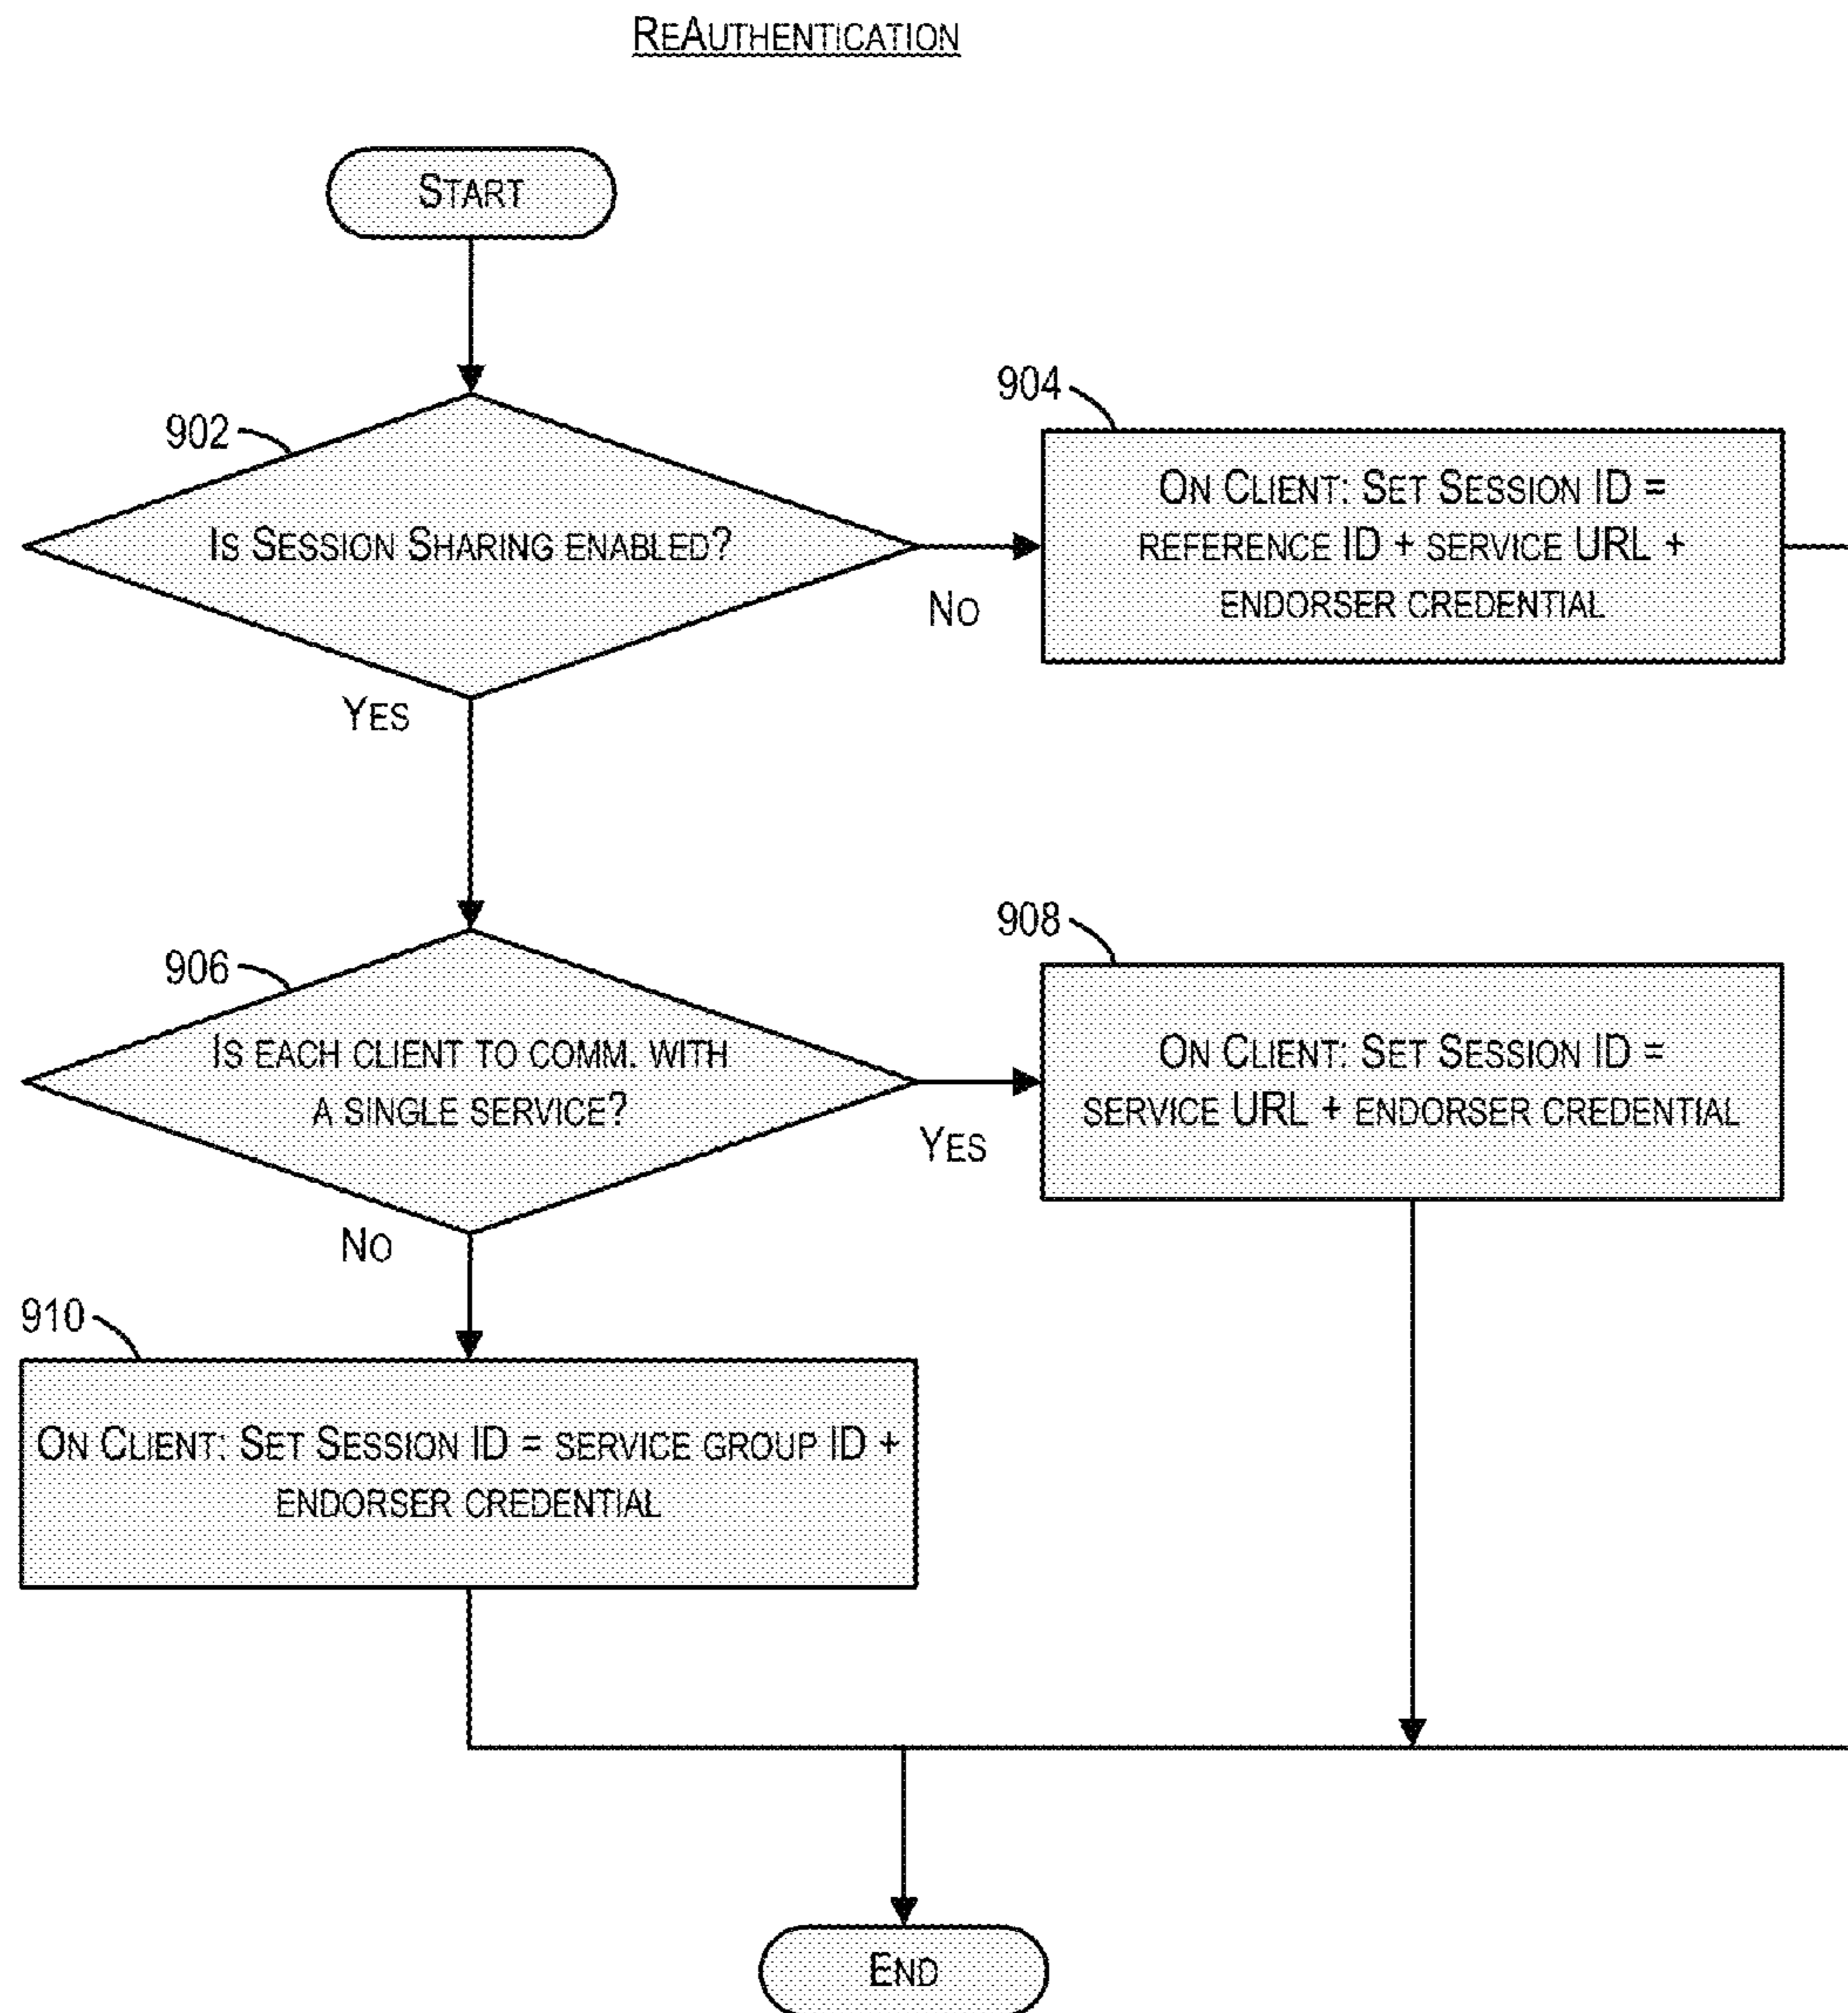 REAUTHENTICATION
START
902
IS SESSION SHARING ENABLED?
NO
YES
904
ON CLIENT: SET SESSION ID =
REFERENCE ID + SERVICE URL +
ENDORSER CREDENTIAL
906
IS EACH CLIENT TO COMM. WITH
A SINGLE SERVICE?
YES
NO
908
ON CLIENT: SET SESSION ID =
SERVICE URL + ENDORSER CREDENTIAL
910
ON CLIENT: SET SESSION ID = SERVICE GROUP ID +
ENDORSER CREDENTIAL
END